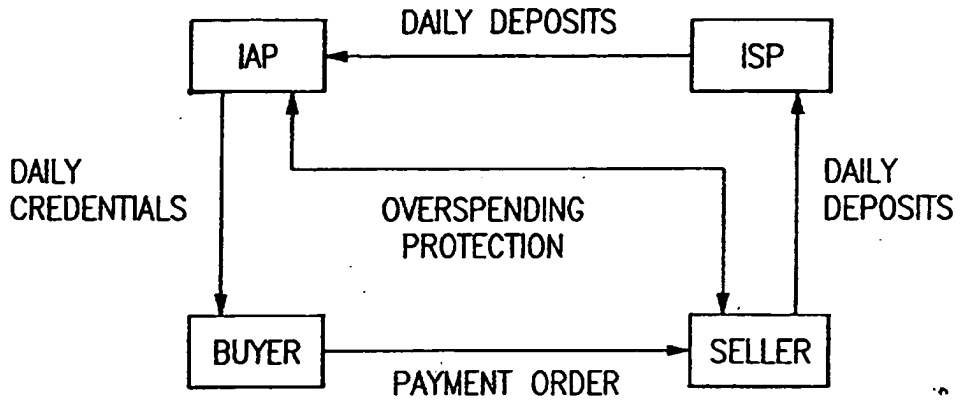 DAILY DEPOSITS
IAP
ISP
DAILY
CREDENTIALS
DAILY
DEPOSITS
OVERSPENDING
PROTECTION
BUYER
SELLER
PAYMENT ORDER